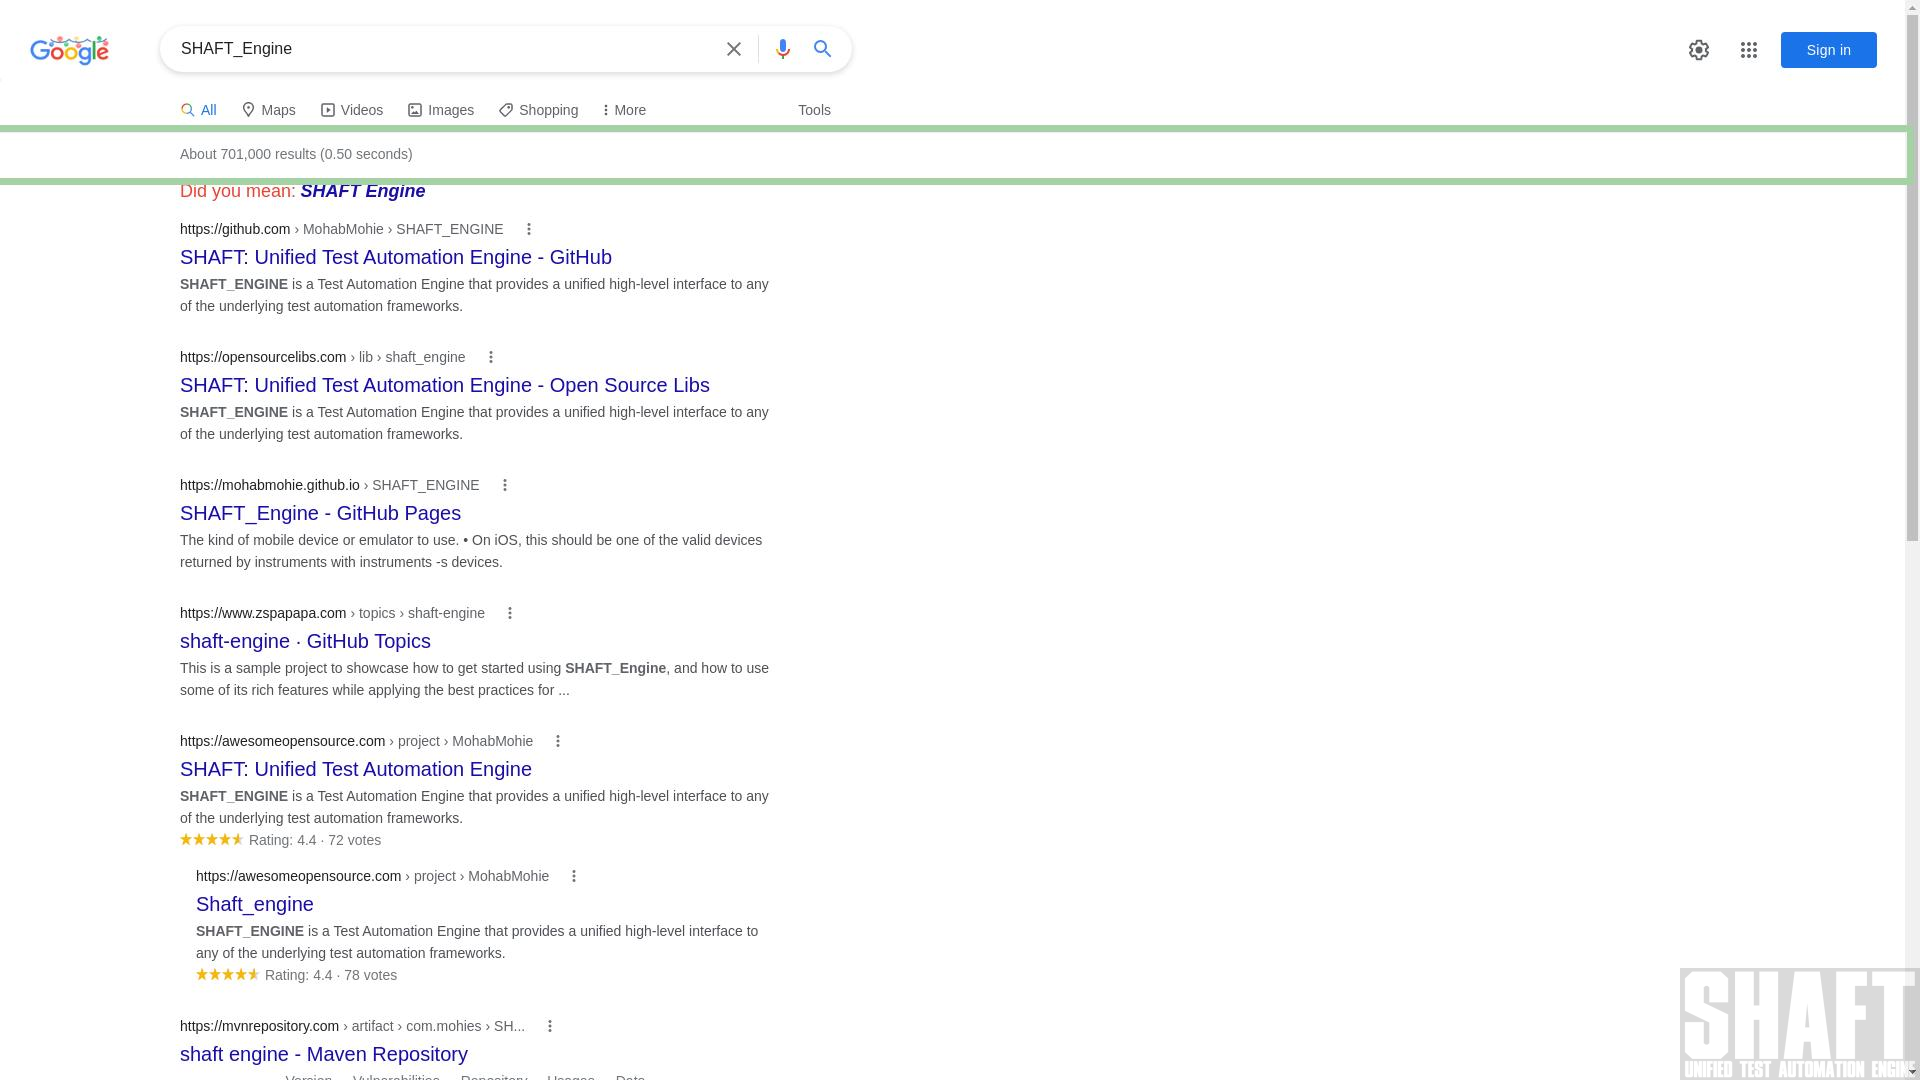 Google
SHAFT_Engine
Sign in
All Maps Videos Images Shopping More Tools
About 701,000 results (0.50 seconds)
Did you mean: SHAFT Engine
https://github.com › MohabMohie › SHAFT_ENGINE
SHAFT: Unified Test Automation Engine - GitHub
SHAFT_ENGINE is a Test Automation Engine that provides a unified high-level interface to any
of the underlying test automation frameworks.
https://opensourcelibs.com › lib › shaft_engine
SHAFT: Unified Test Automation Engine - Open Source Libs
SHAFT_ENGINE is a Test Automation Engine that provides a unified high-level interface to any
of the underlying test automation frameworks.
https://mohabmohie.github.io › SHAFT_ENGINE
SHAFT_Engine - GitHub Pages
The kind of mobile device or emulator to use. • On iOS, this should be one of the valid devices
returned by instruments with instruments -s devices.
https://www.zspapapa.com › topics › shaft-engine
shaft-engine · GitHub Topics
This is a sample project to showcase how to get started using SHAFT_Engine, and how to use
some of its rich features while applying the best practices for ...
https://awesomeopensource.com › project › MohabMohie
SHAFT: Unified Test Automation Engine
SHAFT_ENGINE is a Test Automation Engine that provides a unified high-level interface to any
of the underlying test automation frameworks.
Rating: 4.4 · 72 votes
https://awesomeopensource.com › project › MohabMohie
Shaft_engine
SHAFT_ENGINE is a Test Automation Engine that provides a unified high-level interface to
any of the underlying test automation frameworks.
Rating: 4.4 · 78 votes
https://mvnrepository.com › artifact › com.mohies › SH...
shaft engine - Maven Repository
Version Vulnerabilities Repository Usages Date
SHAFT
UNIFIED TEST AUTOMATION ENGINE